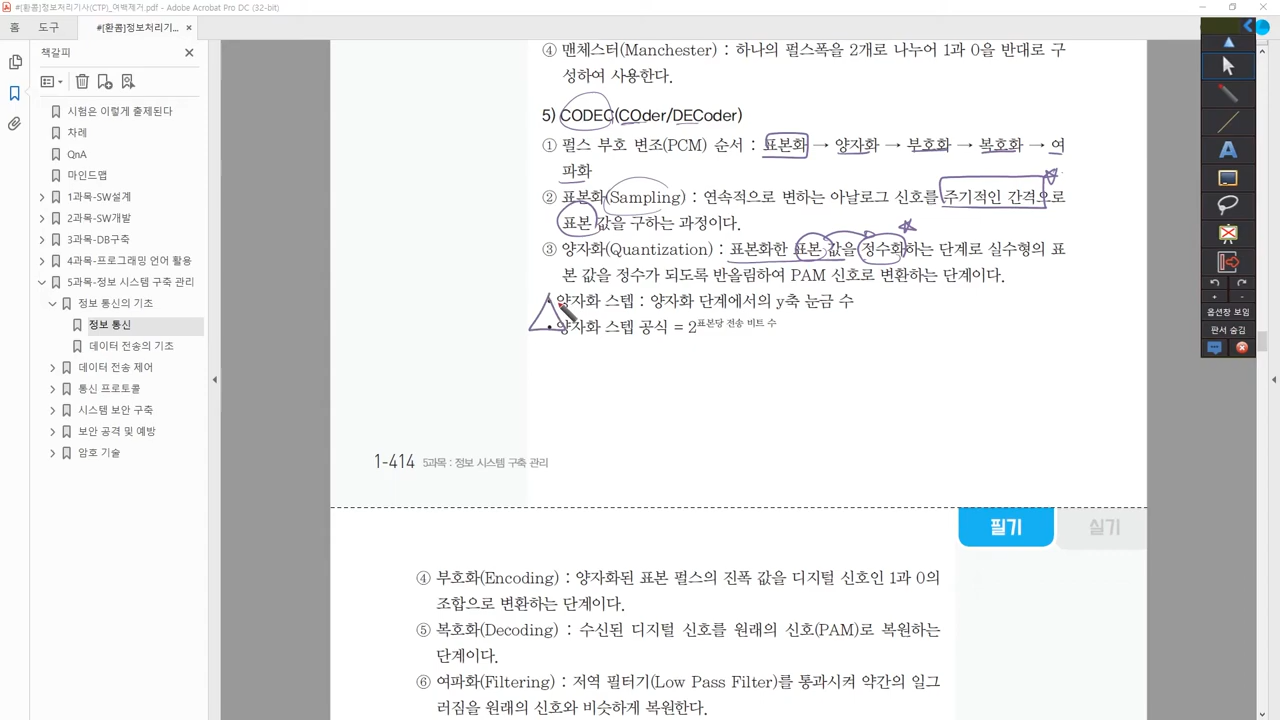 #[환콤]정보처리기사(CTP)_여백제거.pdf - Adobe Acrobat Pro DC (32-bit)
홈
도구
#[환콤]정보처리기...
책갈피
시험은 이렇게 출제된다
차례
QnA
마인드맵
1과목-SW설계
2과목-SW개발
3과목-DB구축
4과목-프로그래밍 언어 활용
5과목-정보 시스템 구축 관리
정보 통신의 기초
정보 통신
데이터 전송의 기초
데이터 전송 제어
통신 프로토콜
시스템 보안 구축
보안 공격 및 예방
암호 기술
④ 맨체스터(Manchester) : 하나의 펄스폭을 2개로 나누어 1과 0을 반대로 구
성하여 사용한다.
5) CODEC(COder/DECoder)
① 펄스 부호 변조(PCM) 순서 : 표본화 → 양자화 → 부호화 → 복호화 → 여
파화
② 표본화(Sampling) : 연속적으로 변하는 아날로그 신호를 주기적인 간격으로
표본 값을 구하는 과정이다.
③ 양자화(Quantization) : 표본화한 표본 값을 정수화하는 단계로 실수형의 표
본 값을 정수가 되도록 반올림하여 PAM 신호로 변환하는 단계이다.
• 양자화 스텝 : 양자화 단계에서의 y축 눈금 수
• 양자화 스텝 공식 = 2표본당 전송 비트 수
1-414 5과목 : 정보 시스템 구축 관리
필기
실기
④ 부호화(Encoding) : 양자화된 표본 펄스의 진폭 값을 디지털 신호인 1과 0의
조합으로 변환하는 단계이다.
⑤ 복호화(Decoding) : 수신된 디지털 신호를 원래의 신호(PAM)로 복원하는
단계이다.
⑥ 여파화(Filtering) : 저역 필터기(Low Pass Filter)를 통과시켜 약간의 일그
러짐을 원래의 신호와 비슷하게 복원한다.
A
옵션창 보임
판서 숨김